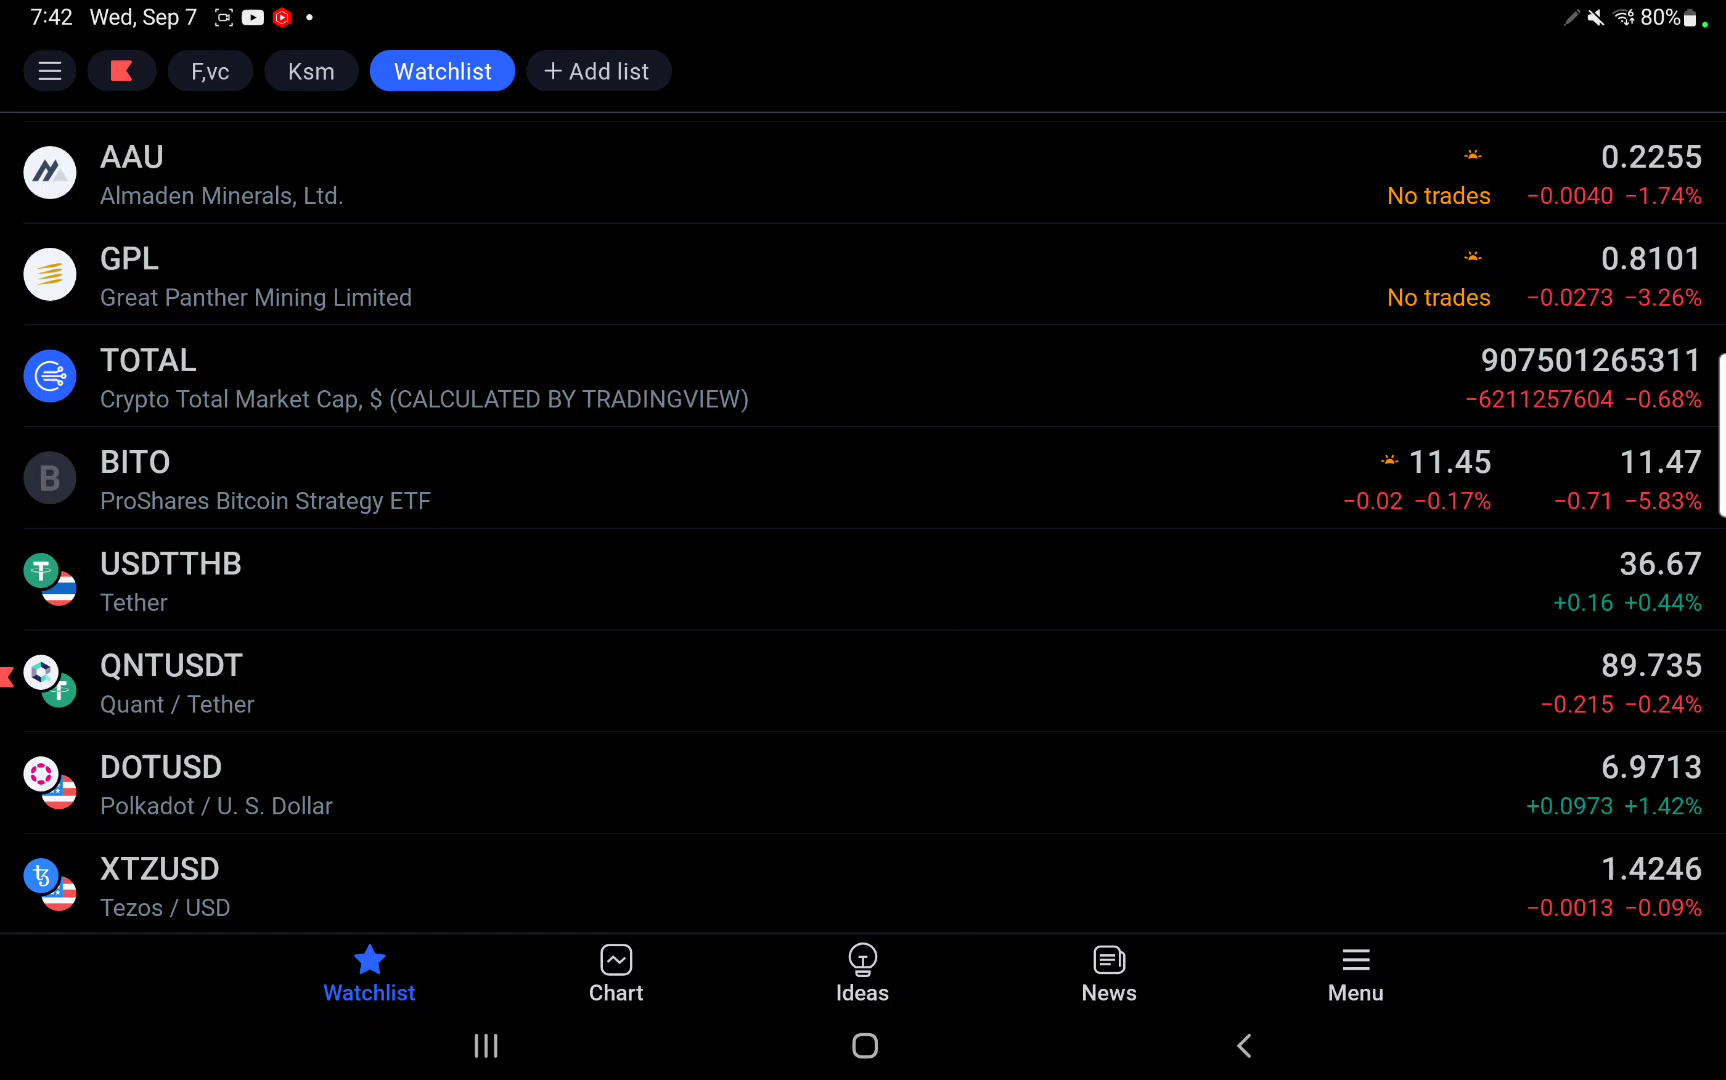 7:42 Wed, Sep 7 80%
F,vc Ksm Watchlist + Add list
AAU 0.2255
Almaden Minerals, Ltd. No trades −0.0040 −1.74%
GPL 0.8101
Great Panther Mining Limited No trades −0.0273 −3.26%
TOTAL 907501265311
Crypto Total Market Cap, $ (CALCULATED BY TRADINGVIEW) −6211257604 −0.68%
B BITO 11.45 11.47
ProShares Bitcoin Strategy ETF −0.02 −0.17% −0.71 −5.83%
USDTTHB 36.67
Tether +0.16 +0.44%
QNTUSDT 89.735
Quant / Tether −0.215 −0.24%
DOTUSD 6.9713
Polkadot / U. S. Dollar +0.0973 +1.42%
XTZUSD 1.4246
Tezos / USD −0.0013 −0.09%
Watchlist Chart Ideas News Menu